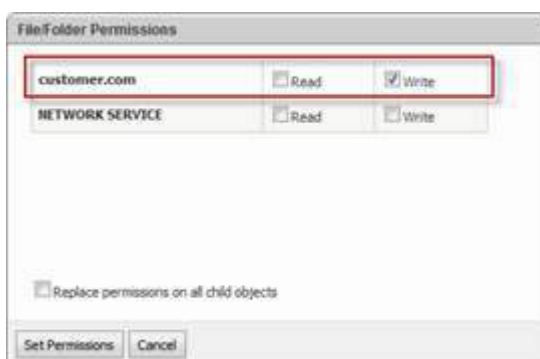 File/Folder Permissions
customer.com Read Write
NETWORK SERVICE Read Write
Replace permissions on all child objects
Set Permissions Cancel